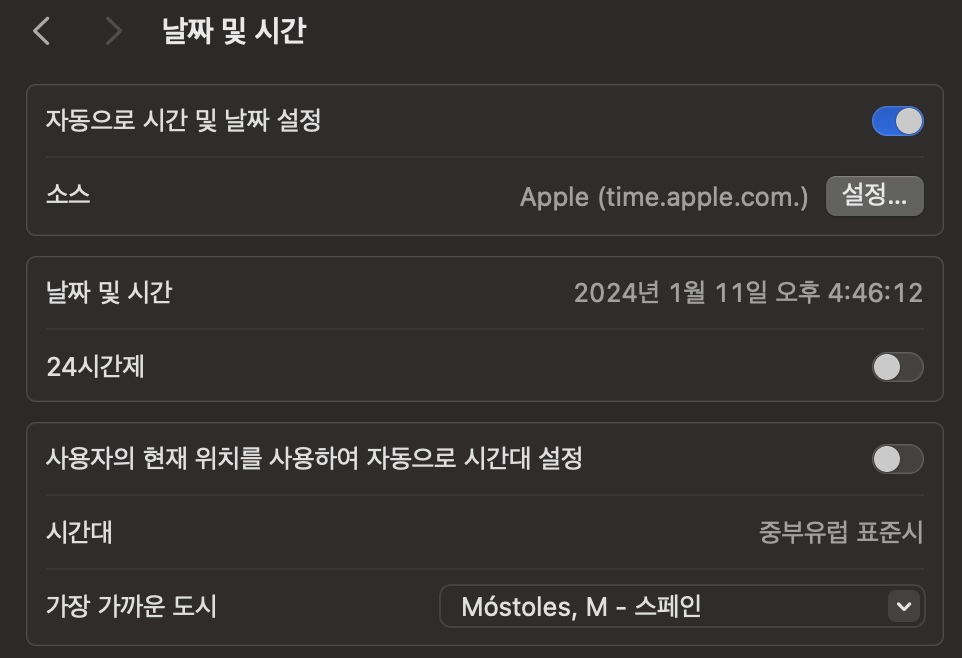 날짜 및 시간
자동으로 시간 및 날짜 설정
소스 Apple (time.apple.com.) 설정...
날짜 및 시간 2024년 1월 11일 오후 4:46:12
24시간제
사용자의 현재 위치를 사용하여 자동으로 시간대 설정
시간대 중부유럽 표준시
가장 가까운 도시 Móstoles, M - 스페인